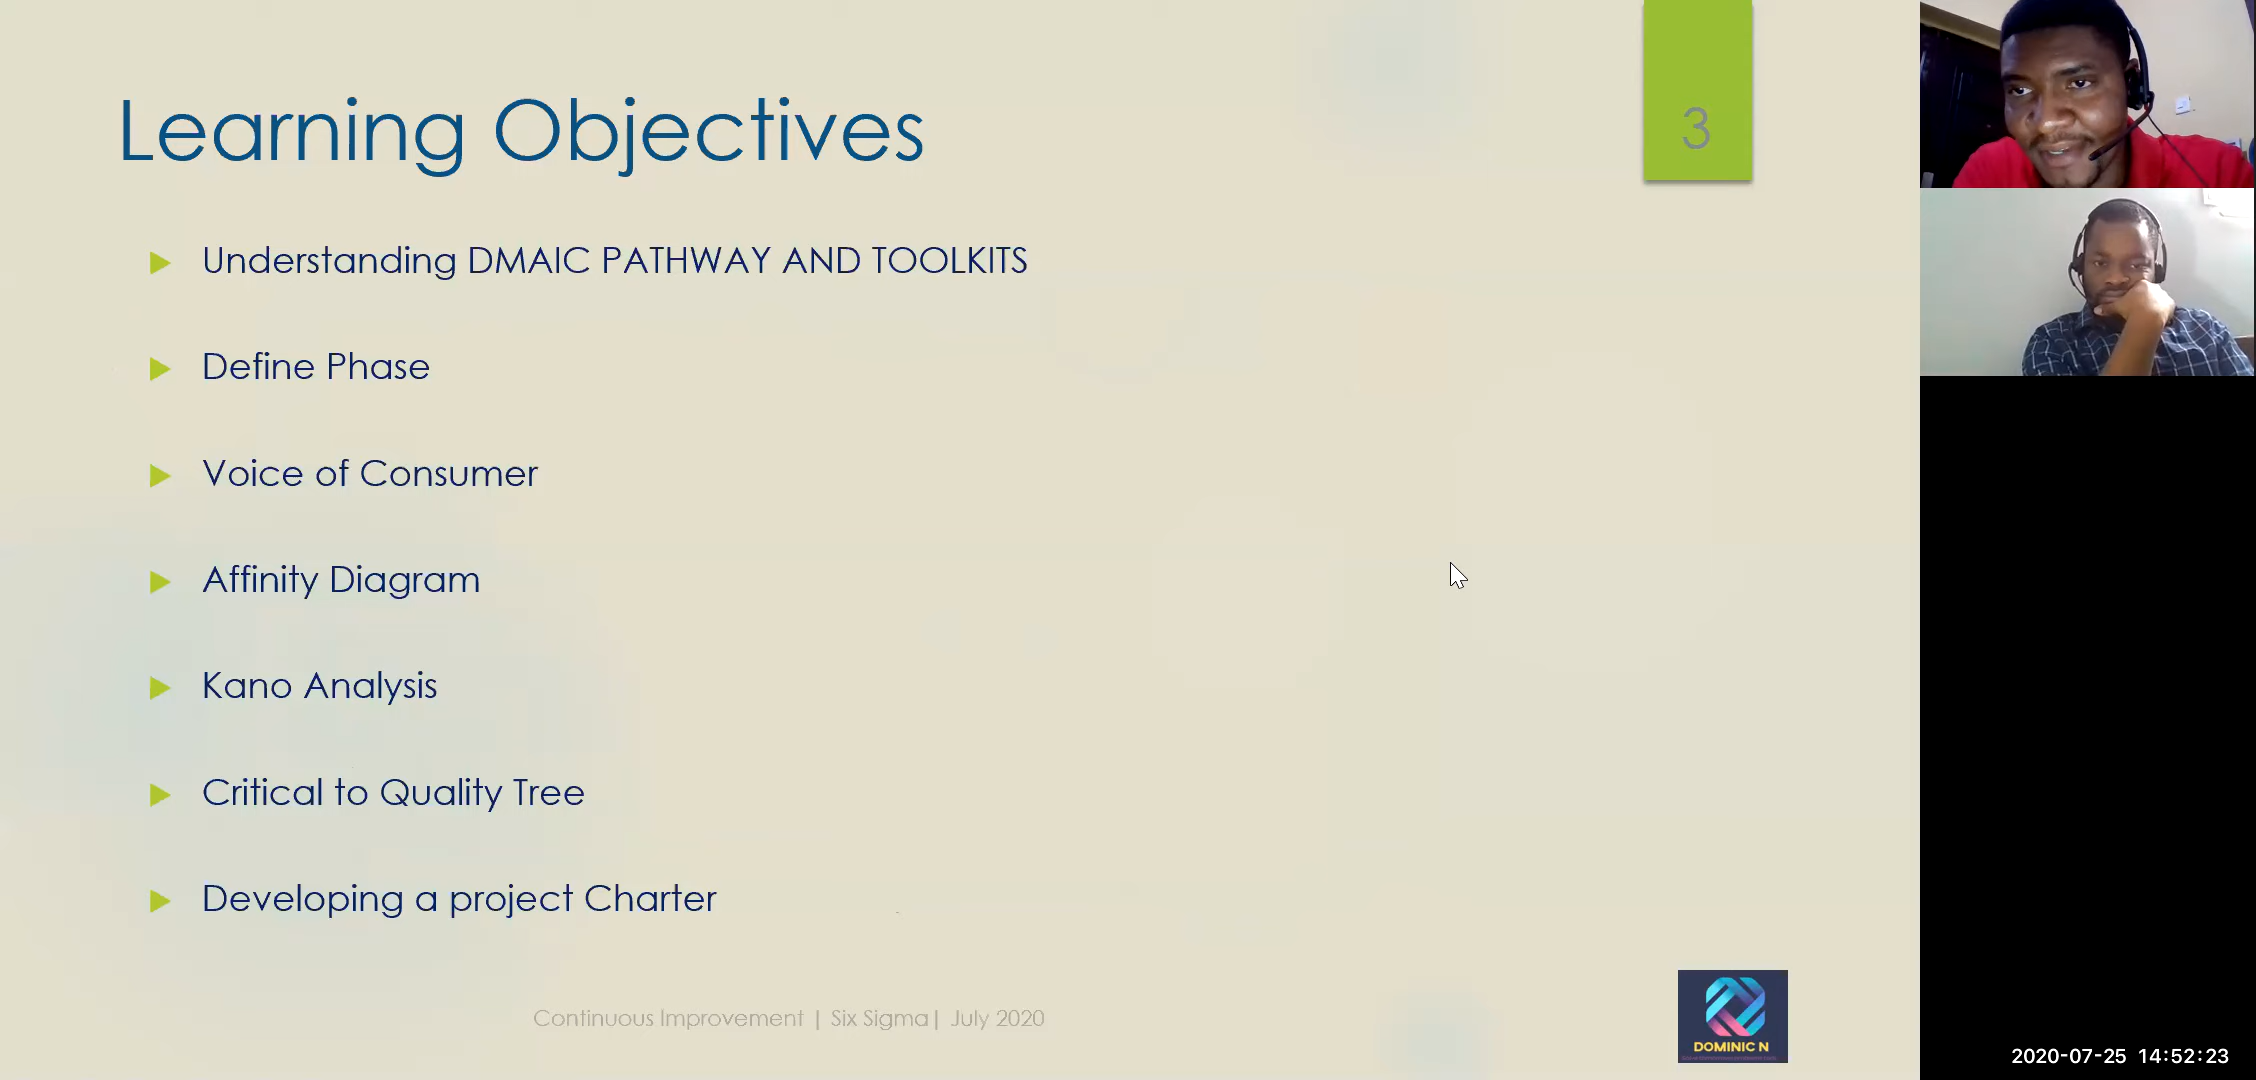 Learning Objectives
3
Understanding DMAIC PATHWAY AND TOOLKITS
Define Phase
Voice of Consumer
Affinity Diagram
Kano Analysis
Critical to Quality Tree
Developing a project Charter
Continuous Improvement | Six Sigma| July 2020
DOMINIC N
2020-07-25 14:52:23